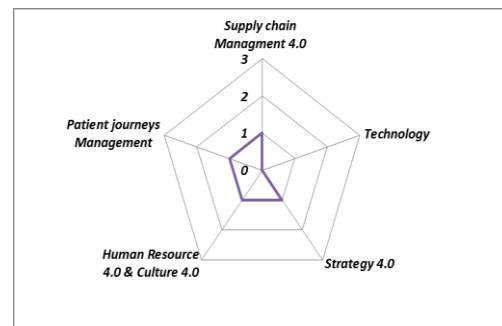 Supply chain
Managment 4.0
3
2
1
0
Patient journeys
Management
Technology
Human Resource
4.0 & Culture 4.0
Strategy 4.0